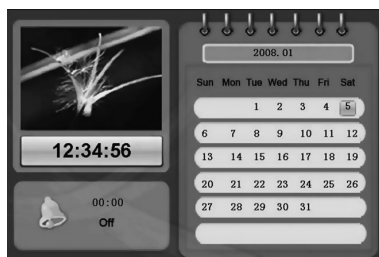 12:34:56
00:00
Off
2008. 01
Sun Mon Tue Wed Thu Fri Sat
1 2 3 4 5
6 7 8 9 10 11 12
13 14 15 16 17 18 19
20 21 22 23 24 25 26
27 28 29 30 31